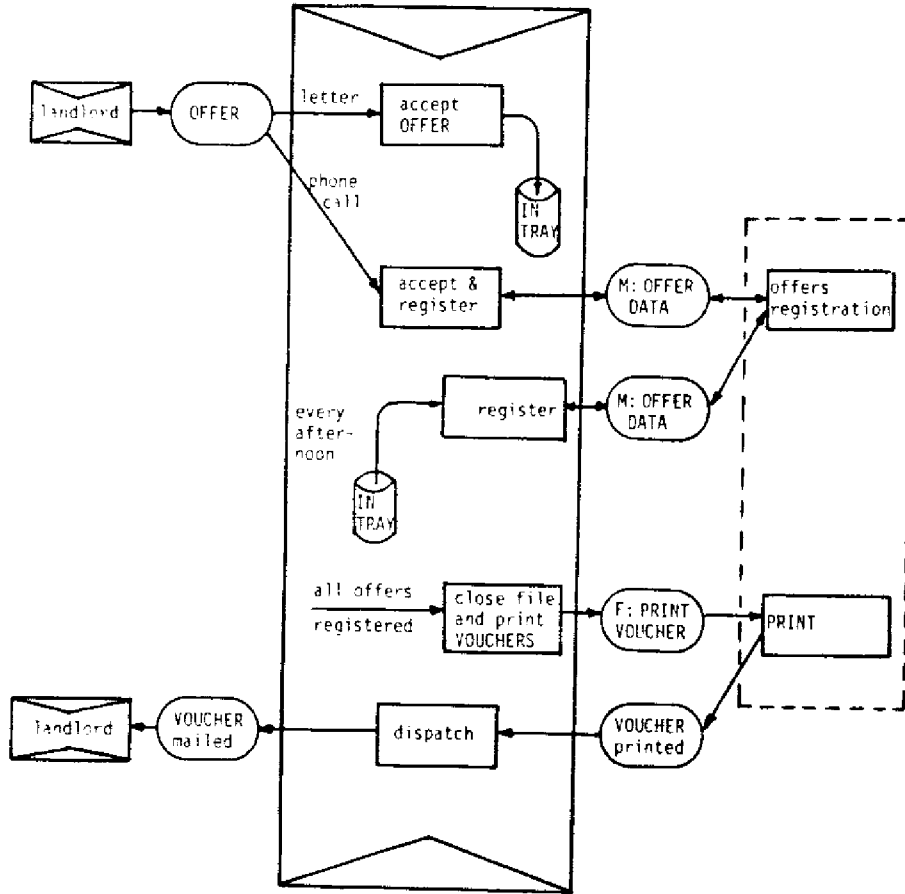 landlord
OFFER
letter
accept
OFFER
phone
call
IN
TRAY
accept &
register
M: OFFER
DATA
offers
registration
every
after-
noon
register
M: OFFER
DATA
IN
TRAY
all offers
registered
close file
and print
VOUCHERS
F: PRINT
VOUCHER
PRINT
landlord
VOUCHER
mailed
dispatch
VOUCHER
printed